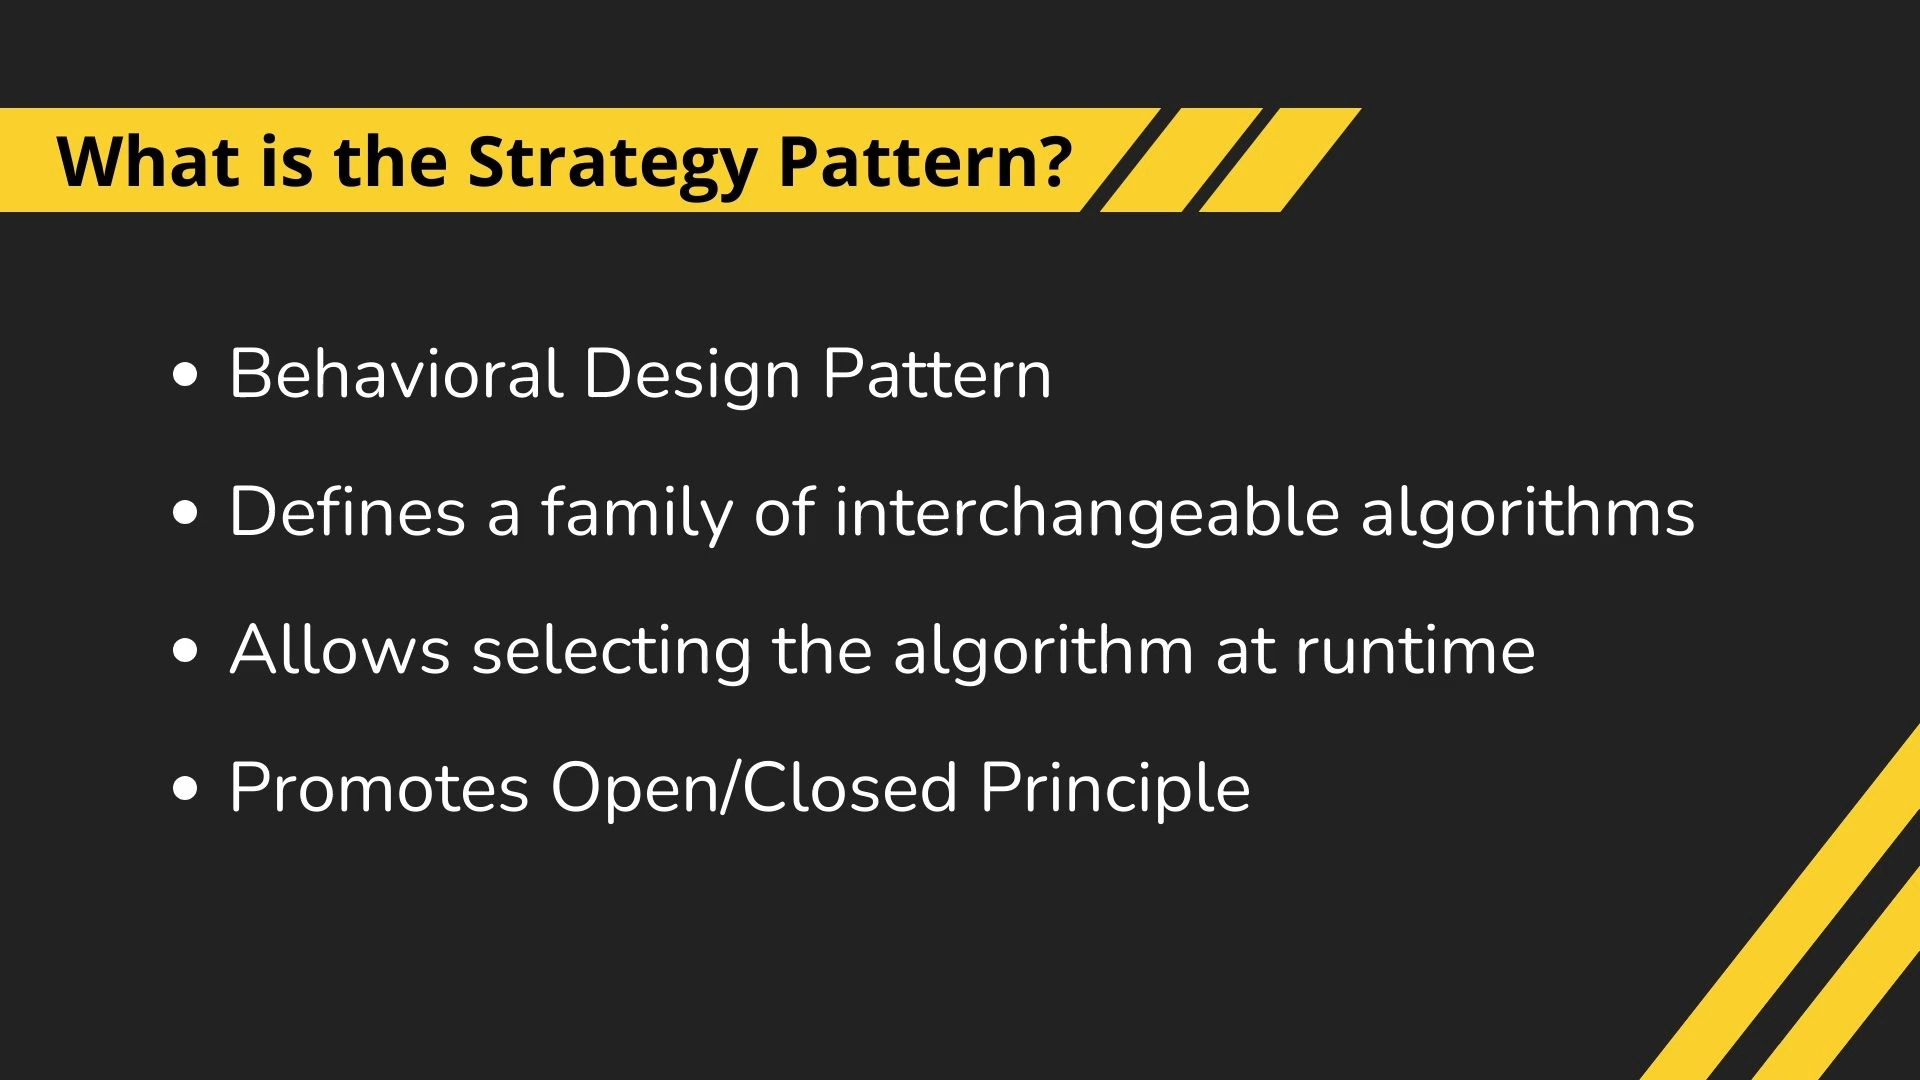 What is the Strategy Pattern?
• Behavioral Design Pattern
• Defines a family of interchangeable algorithms
• Allows selecting the algorithm at runtime
• Promotes Open/Closed Principle